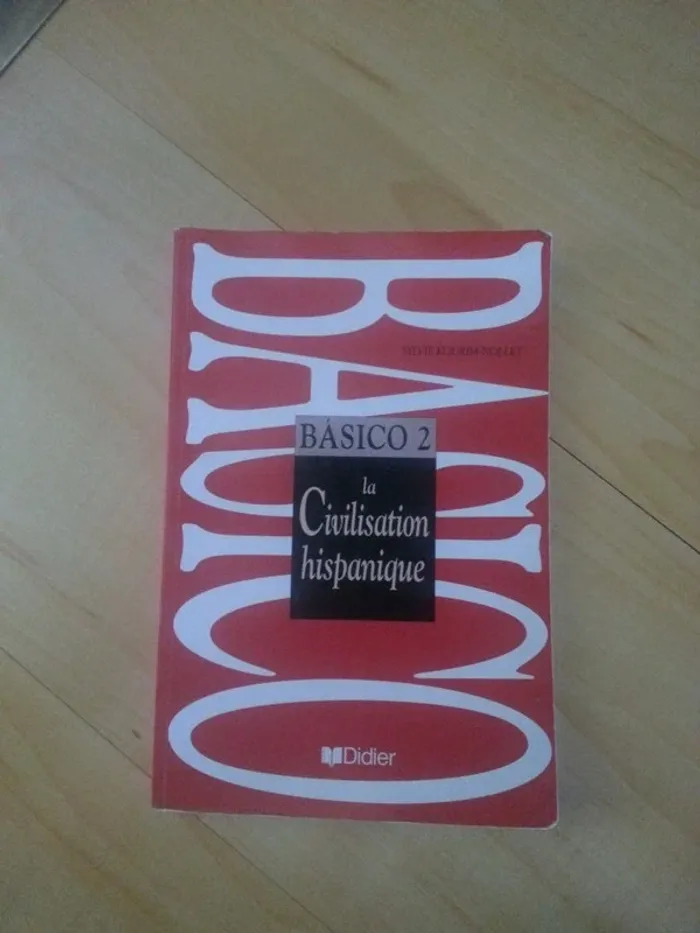 BASICO
BÁSICO 2
la
Civilisation
hispanique
Didier